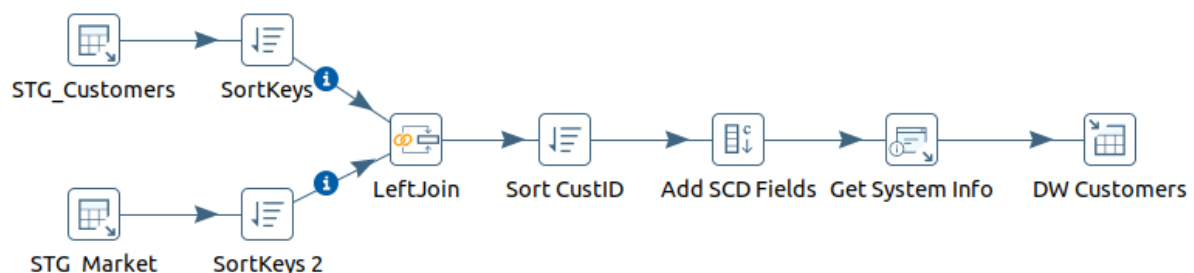 STG_Customers
SortKeys
LeftJoin
Sort CustID
Add SCD Fields
Get System Info
DW Customers
STG_Market
SortKeys 2